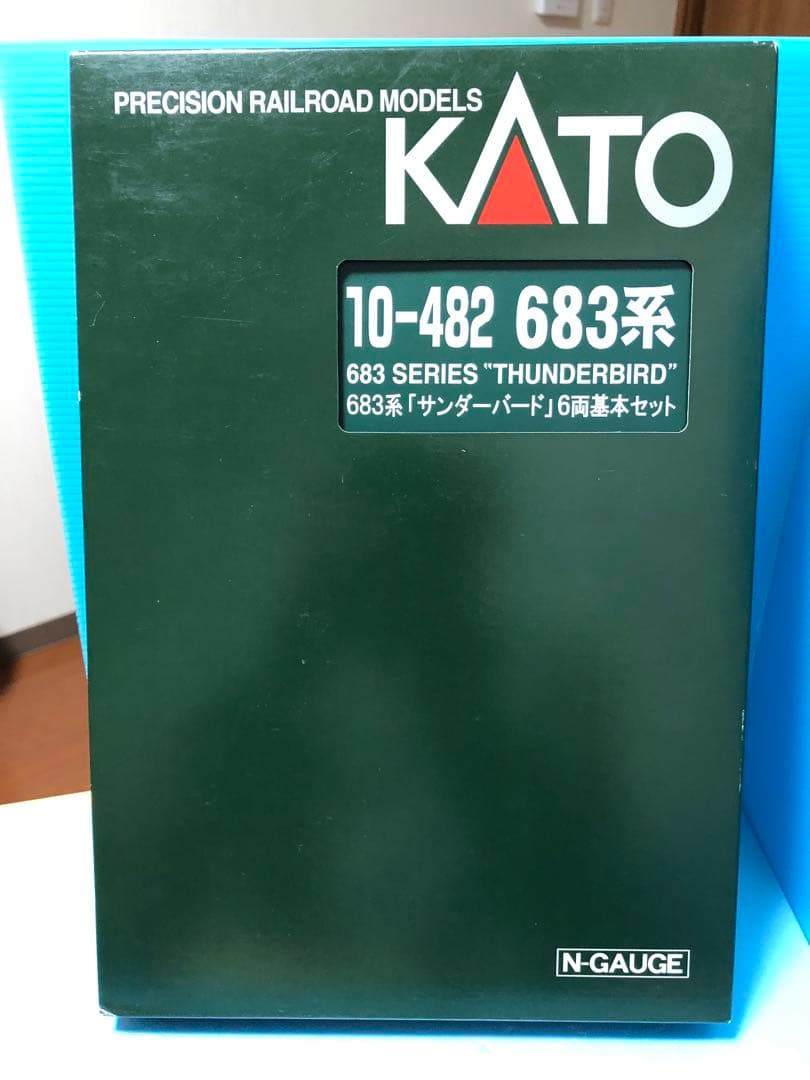 PRECISION RAILROAD MODELS
KATO
10-482 683系
683 SERIES "THUNDERBIRD"
683系「サンダーバード」6両基本セット
N-GAUGE